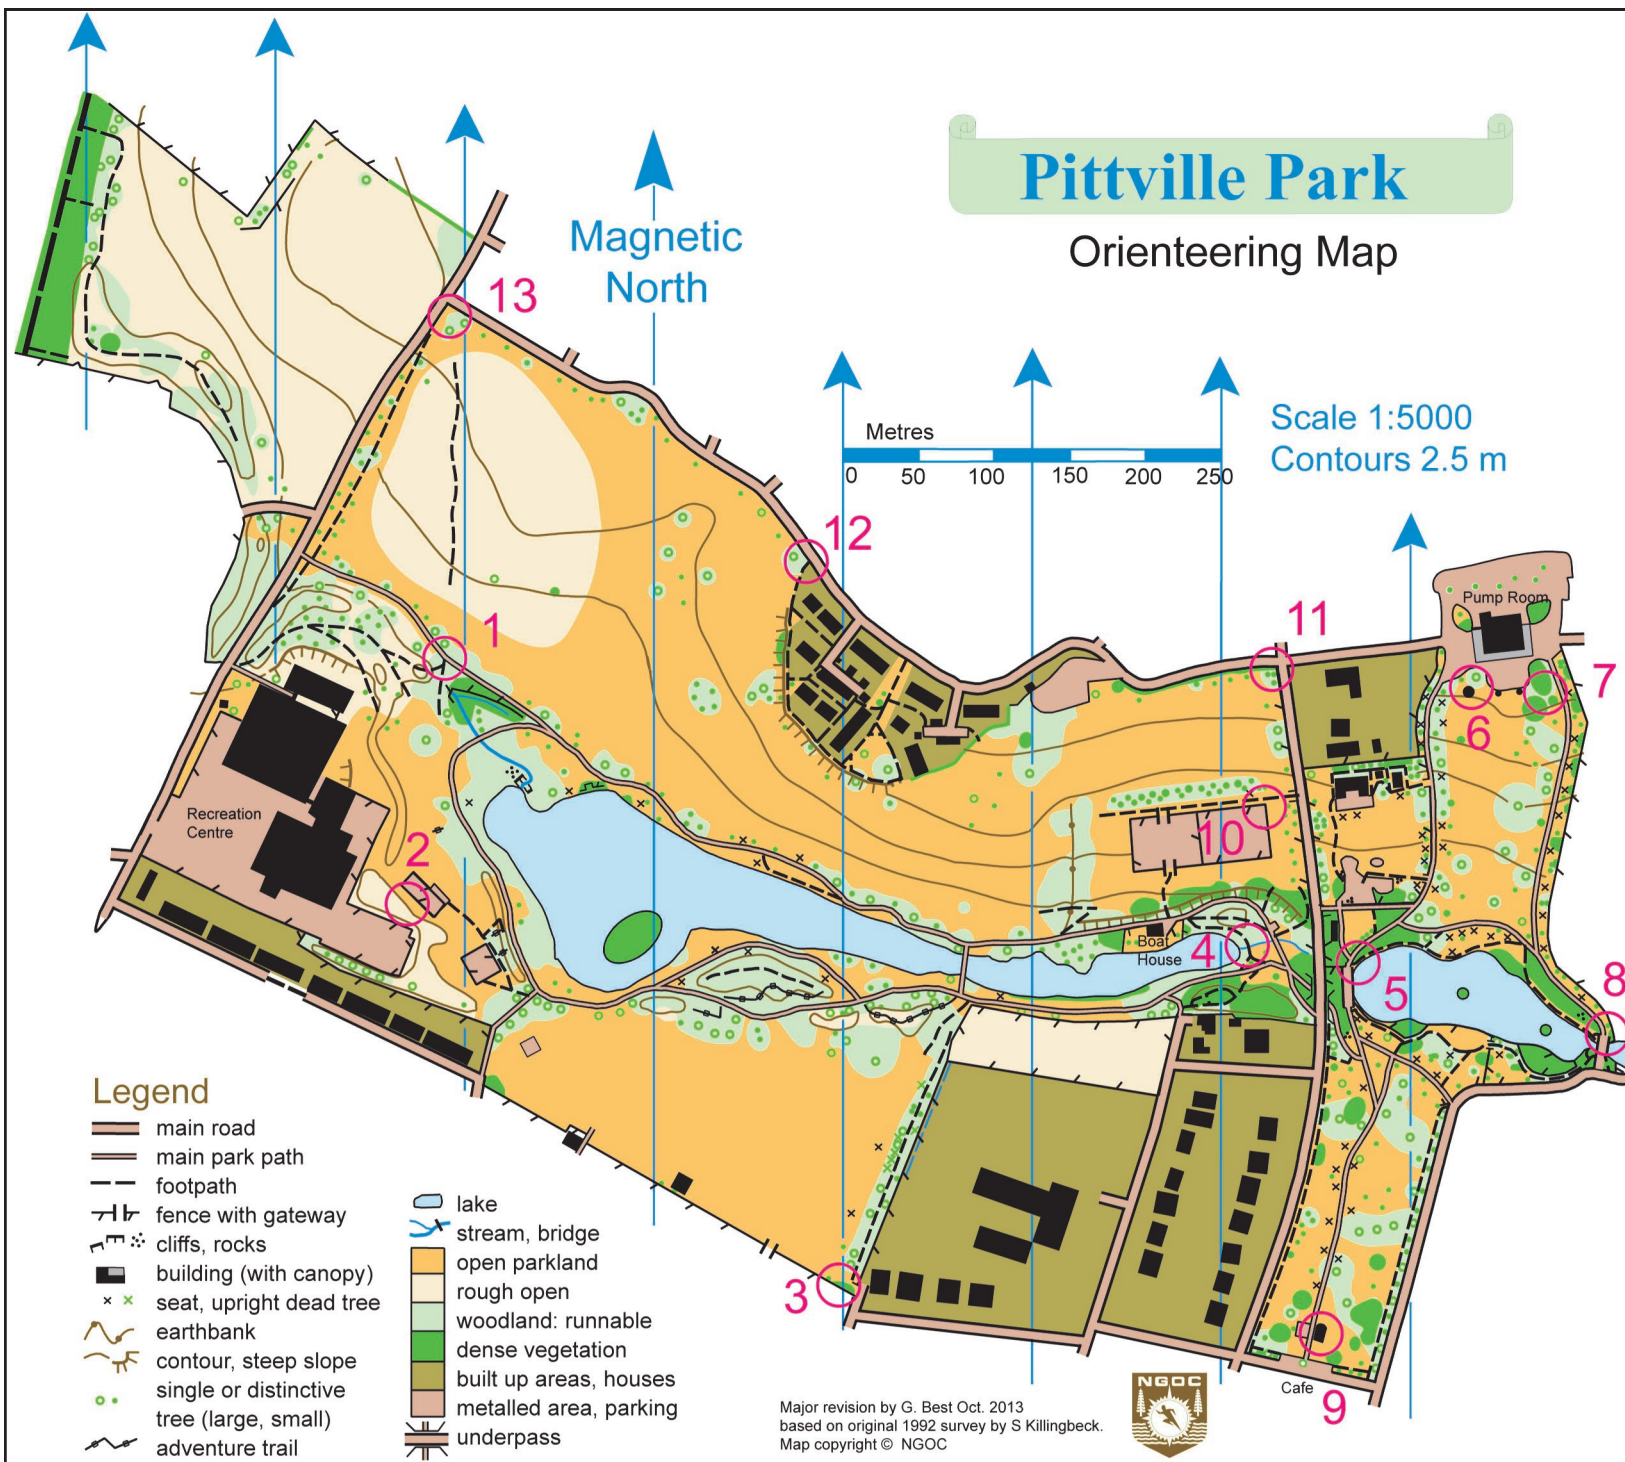 Pittville Park
Orienteering Map
Magnetic
North
13
Scale 1:5000
Contours 2.5 m
Metres
0 50 100 150 200 250
12
Pump Room
11
1
7
6
Recreation
Centre
10
2
Boat
House
4
5
8
3
Cafe
9
Legend
main road
main park path
footpath
fence with gateway
cliffs, rocks
building (with canopy)
seat, upright dead tree
earthbank
contour, steep slope
single or distinctive
tree (large, small)
adventure trail
lake
stream, bridge
open parkland
rough open
woodland: runnable
dense vegetation
built up areas, houses
metalled area, parking
underpass
Major revision by G. Best Oct. 2013
based on original 1992 survey by S Killingbeck.
Map copyright © NGOC
NGOC